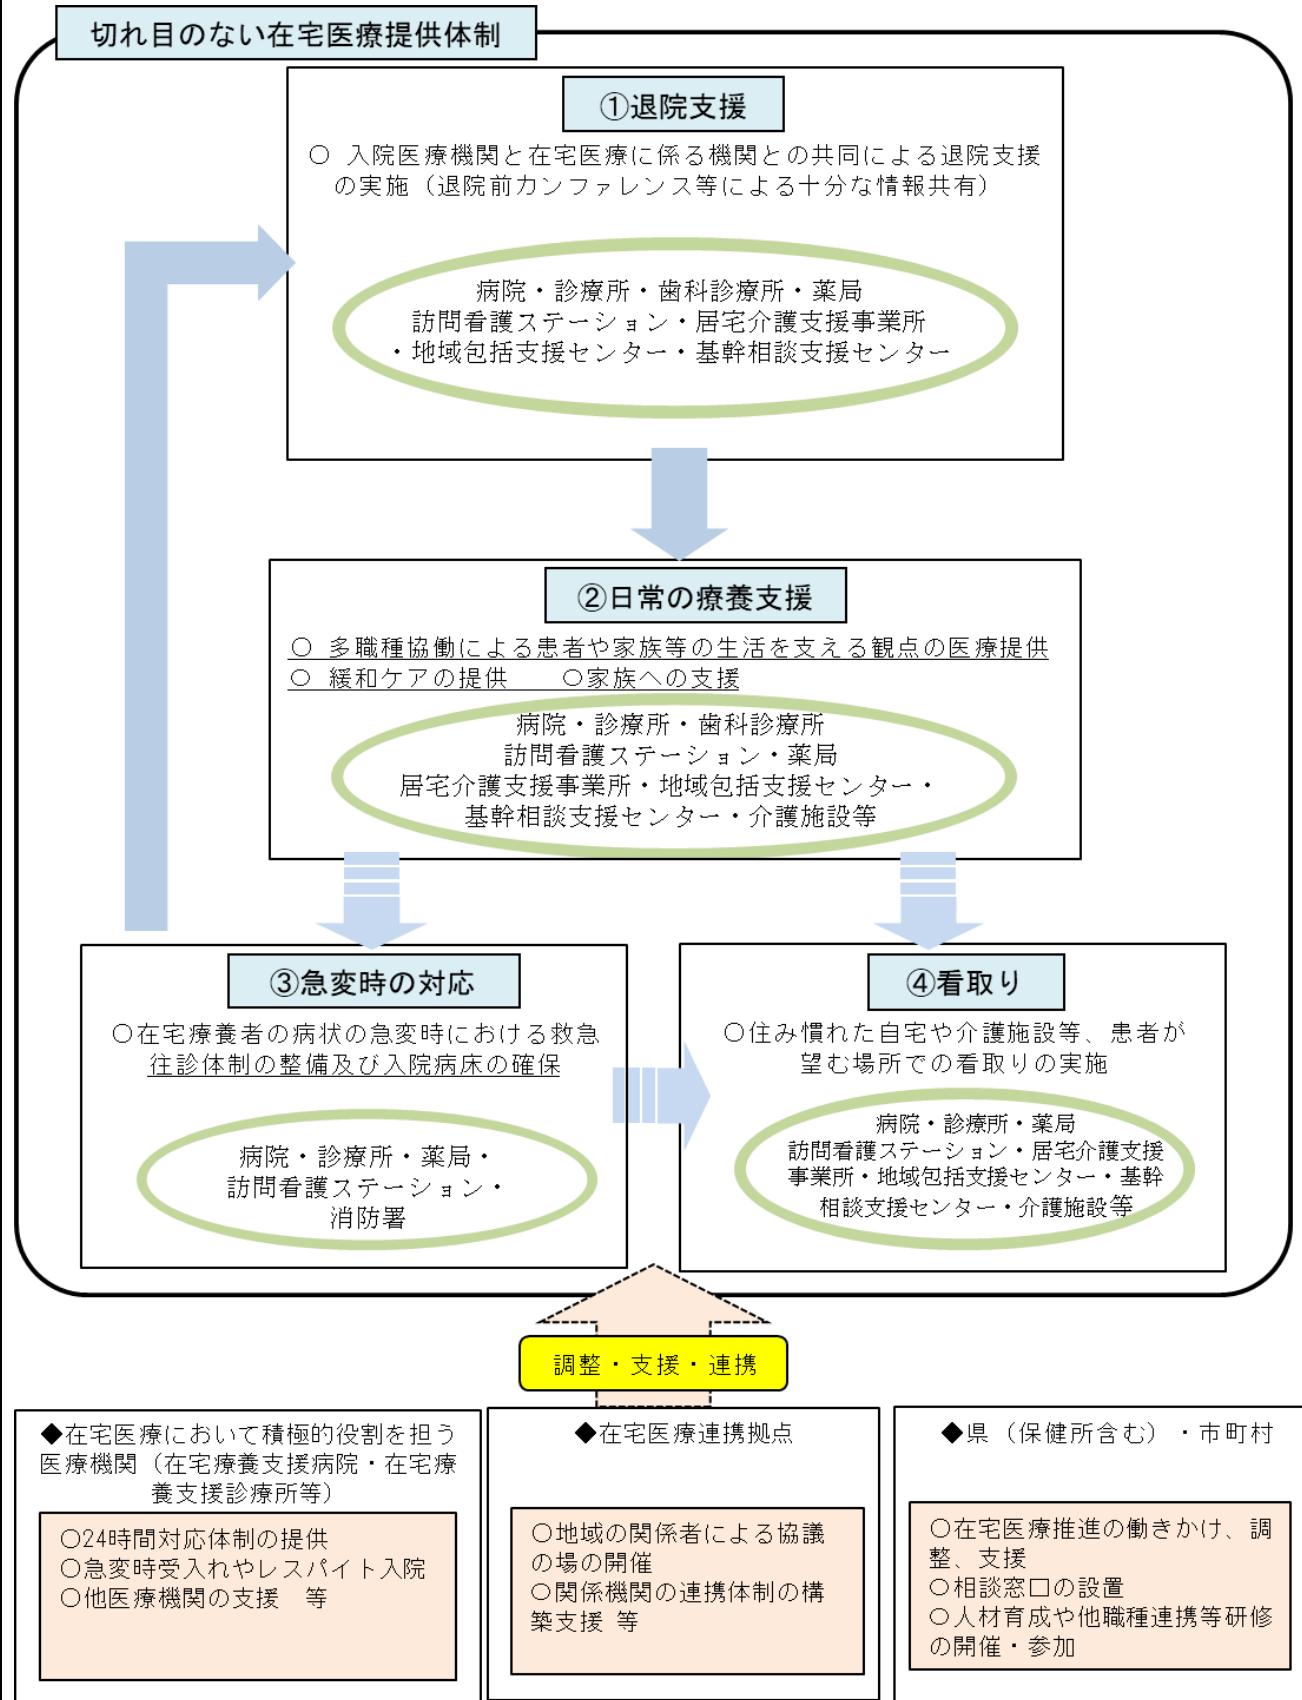 切れ目のない在宅医療提供体制
①退院支援
○ 入院医療機関と在宅医療に係る機関との共同による退院支援
の実施（退院前カンファレンス等による十分な情報共有）
病院・診療所・歯科診療所・薬局
訪問看護ステーション・居宅介護支援事業所
・地域包括支援センター・基幹相談支援センター
②日常の療養支援
○ 多職種協働による患者や家族等の生活を支える観点の医療提供
○ 緩和ケアの提供　　○家族への支援
病院・診療所・歯科診療所
訪問看護ステーション・薬局
居宅介護支援事業所・地域包括支援センター・
基幹相談支援センター・介護施設等
③急変時の対応
○在宅療養者の病状の急変時における救急
往診体制の整備及び入院病床の確保
病院・診療所・薬局・
訪問看護ステーション・
消防署
④看取り
○住み慣れた自宅や介護施設等、患者が
望む場所での看取りの実施
病院・診療所・薬局
訪問看護ステーション・居宅介護支援
事業所・地域包括支援センター・基幹
相談支援センター・介護施設等
調整・支援・連携
◆在宅医療において積極的役割を担う
医療機関（在宅療養支援病院・在宅療
養支援診療所等）
○24時間対応体制の提供
○急変時受入れやレスパイト入院
○他医療機関の支援　等
◆在宅医療連携拠点
○地域の関係者による協議
の場の開催
○関係機関の連携体制の構
築支援 等
◆県（保健所含む）・市町村
○在宅医療推進の働きかけ、調
整、支援
○相談窓口の設置
○人材育成や他職種連携等研修
の開催・参加